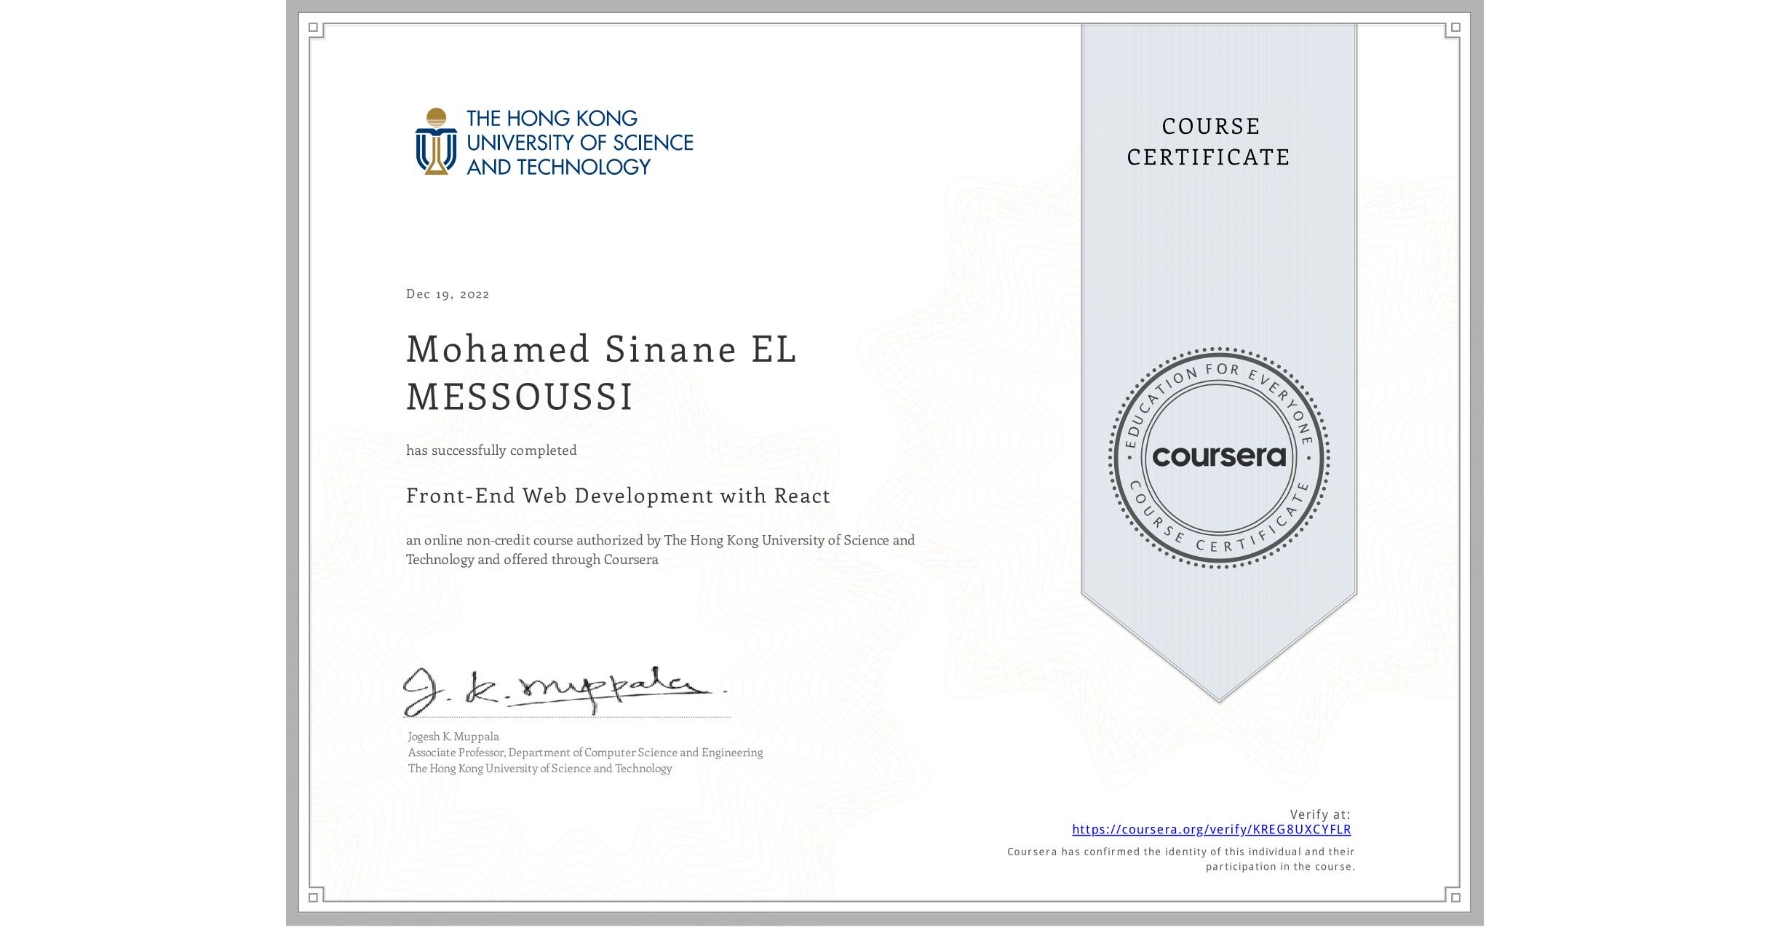 THE HONG KONG
UNIVERSITY OF SCIENCE
AND TECHNOLOGY
COURSE
CERTIFICATE
Dec 19, 2022
Mohamed Sinane EL
MESSOUSSI
has successfully completed
Front-End Web Development with React
an online non-credit course authorized by The Hong Kong University of Science and
Technology and offered through Coursera
EDUCATION FOR EVERYONE
coursera
COURSE CERTIFICATE
J. K. Muppala
Jogesh K. Muppala
Associate Professor, Department of Computer Science and Engineering
The Hong Kong University of Science and Technology
Verify at:
https://coursera.org/verify/KREG8UXCYFLR
Coursera has confirmed the identity of this individual and their
participation in the course.